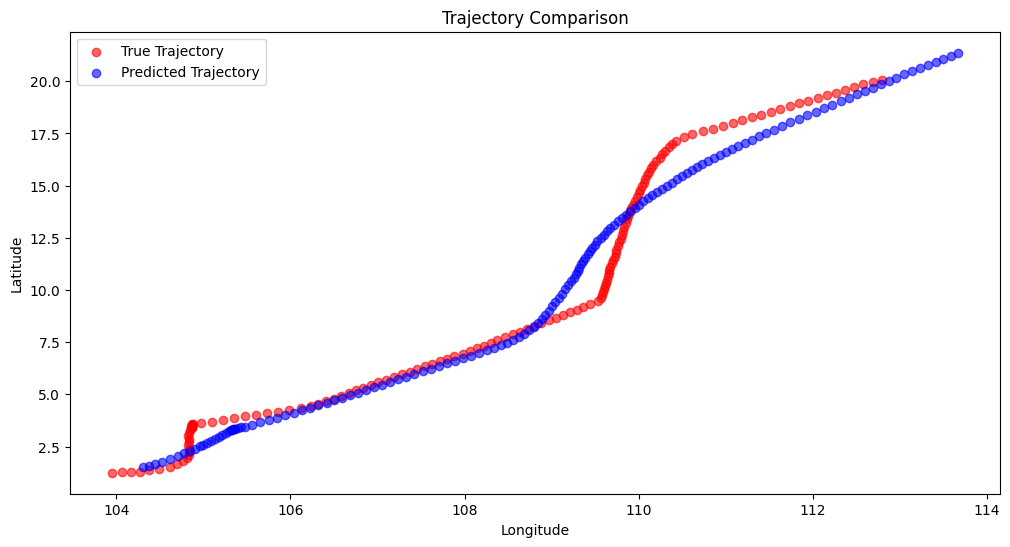 Trajectory Comparison
True Trajectory
Predicted Trajectory
20.0
17.5
15.0
12.5
10.0
7.5
5.0
2.5
Latitude
104
106
108
110
112
114
Longitude